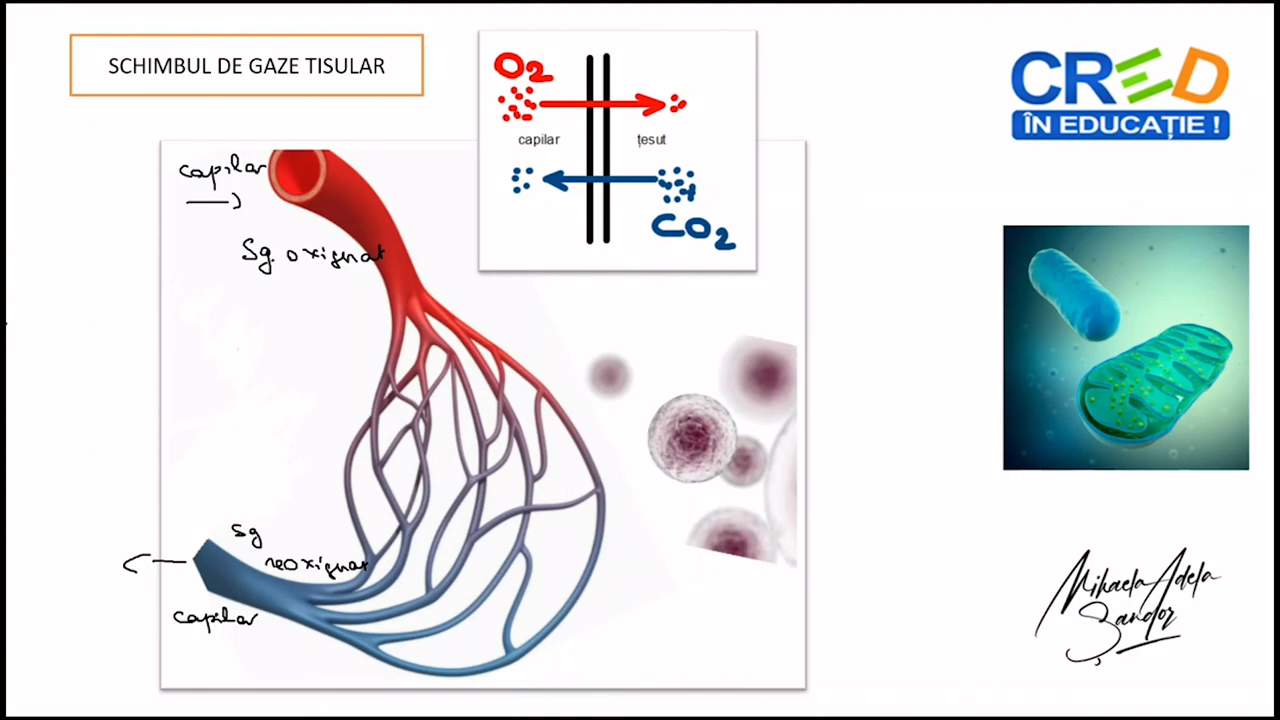 SCHIMBUL DE GAZE TISULAR
O2
capilar țesut
CO2
CRED
ÎN EDUCAȚIE !
capilar
Sg. oxigenat
Sg
neoxigenat
capilar
Mihaela Adela
Șandor